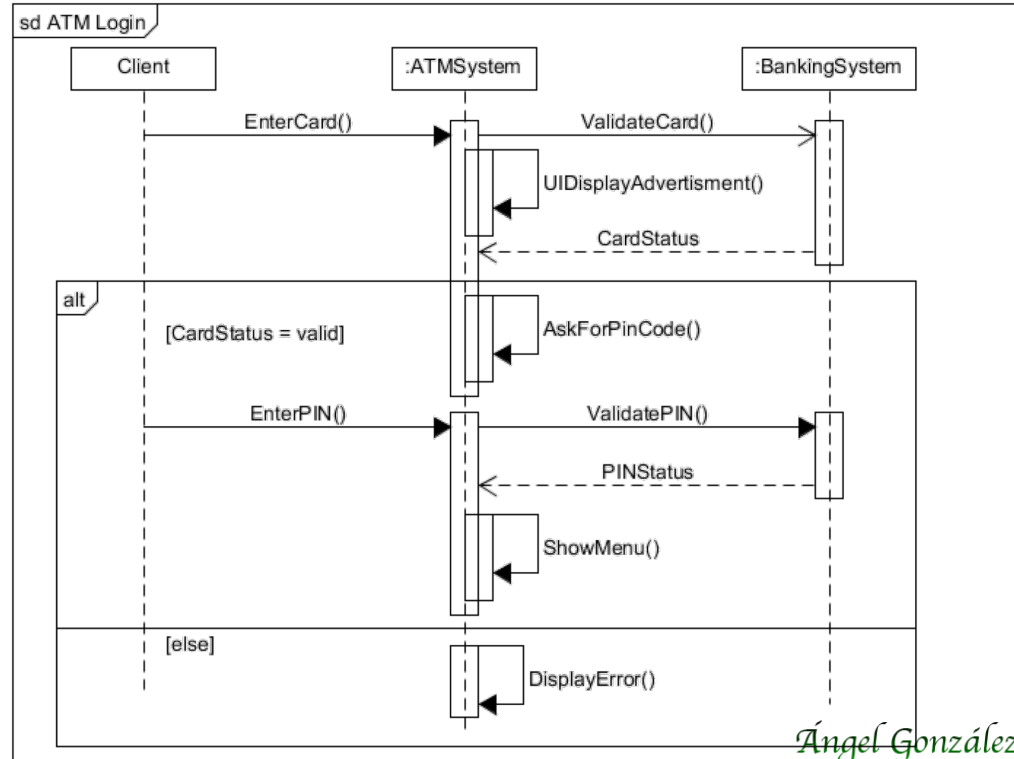 sd ATM Login
Client
:ATMSystem
:BankingSystem
EnterCard()
ValidateCard()
UIDisplayAdvertisment()
CardStatus
alt
[CardStatus = valid]
AskForPinCode()
EnterPIN()
ValidatePIN()
PINStatus
ShowMenu()
[else]
DisplayError()
Ángel González